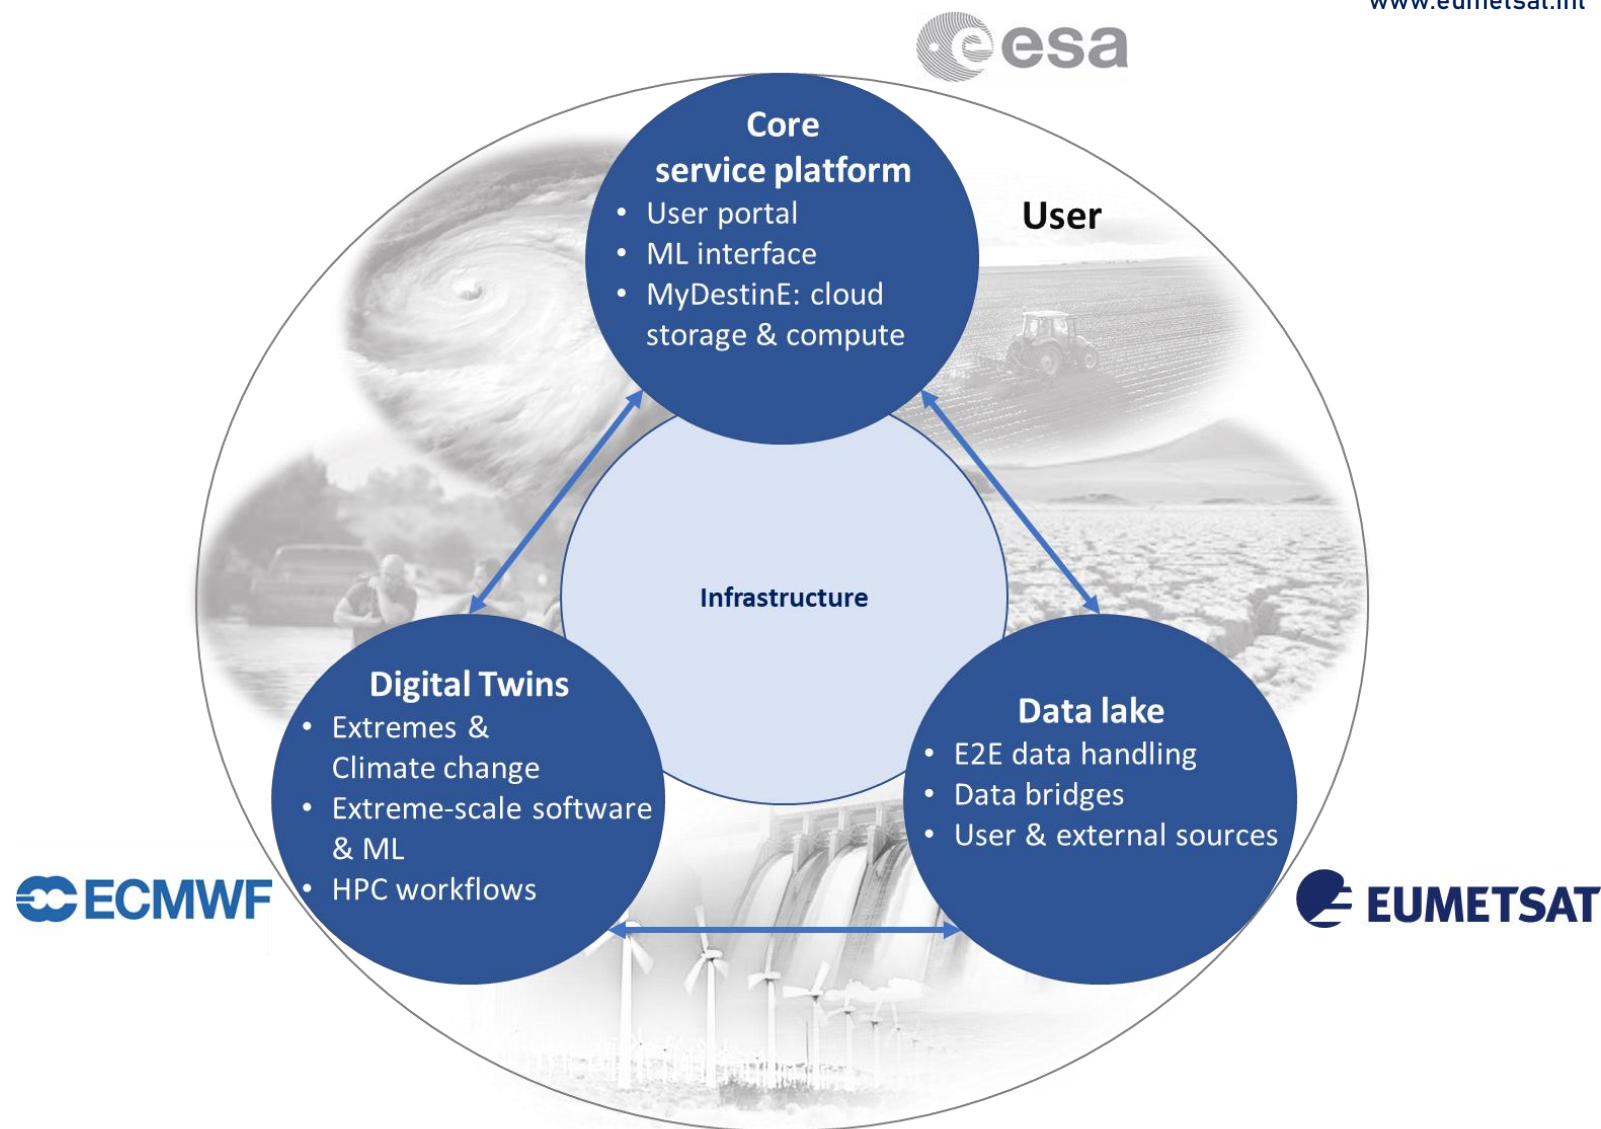 www.eumetsat.int
esa
Core
service platform
• User portal
• ML interface
• MyDestinE: cloud
storage & compute
User
Infrastructure
Digital Twins
• Extremes &
Climate change
• Extreme-scale software
& ML
• HPC workflows
Data lake
• E2E data handling
• Data bridges
• User & external sources
ECMWF
EUMETSAT